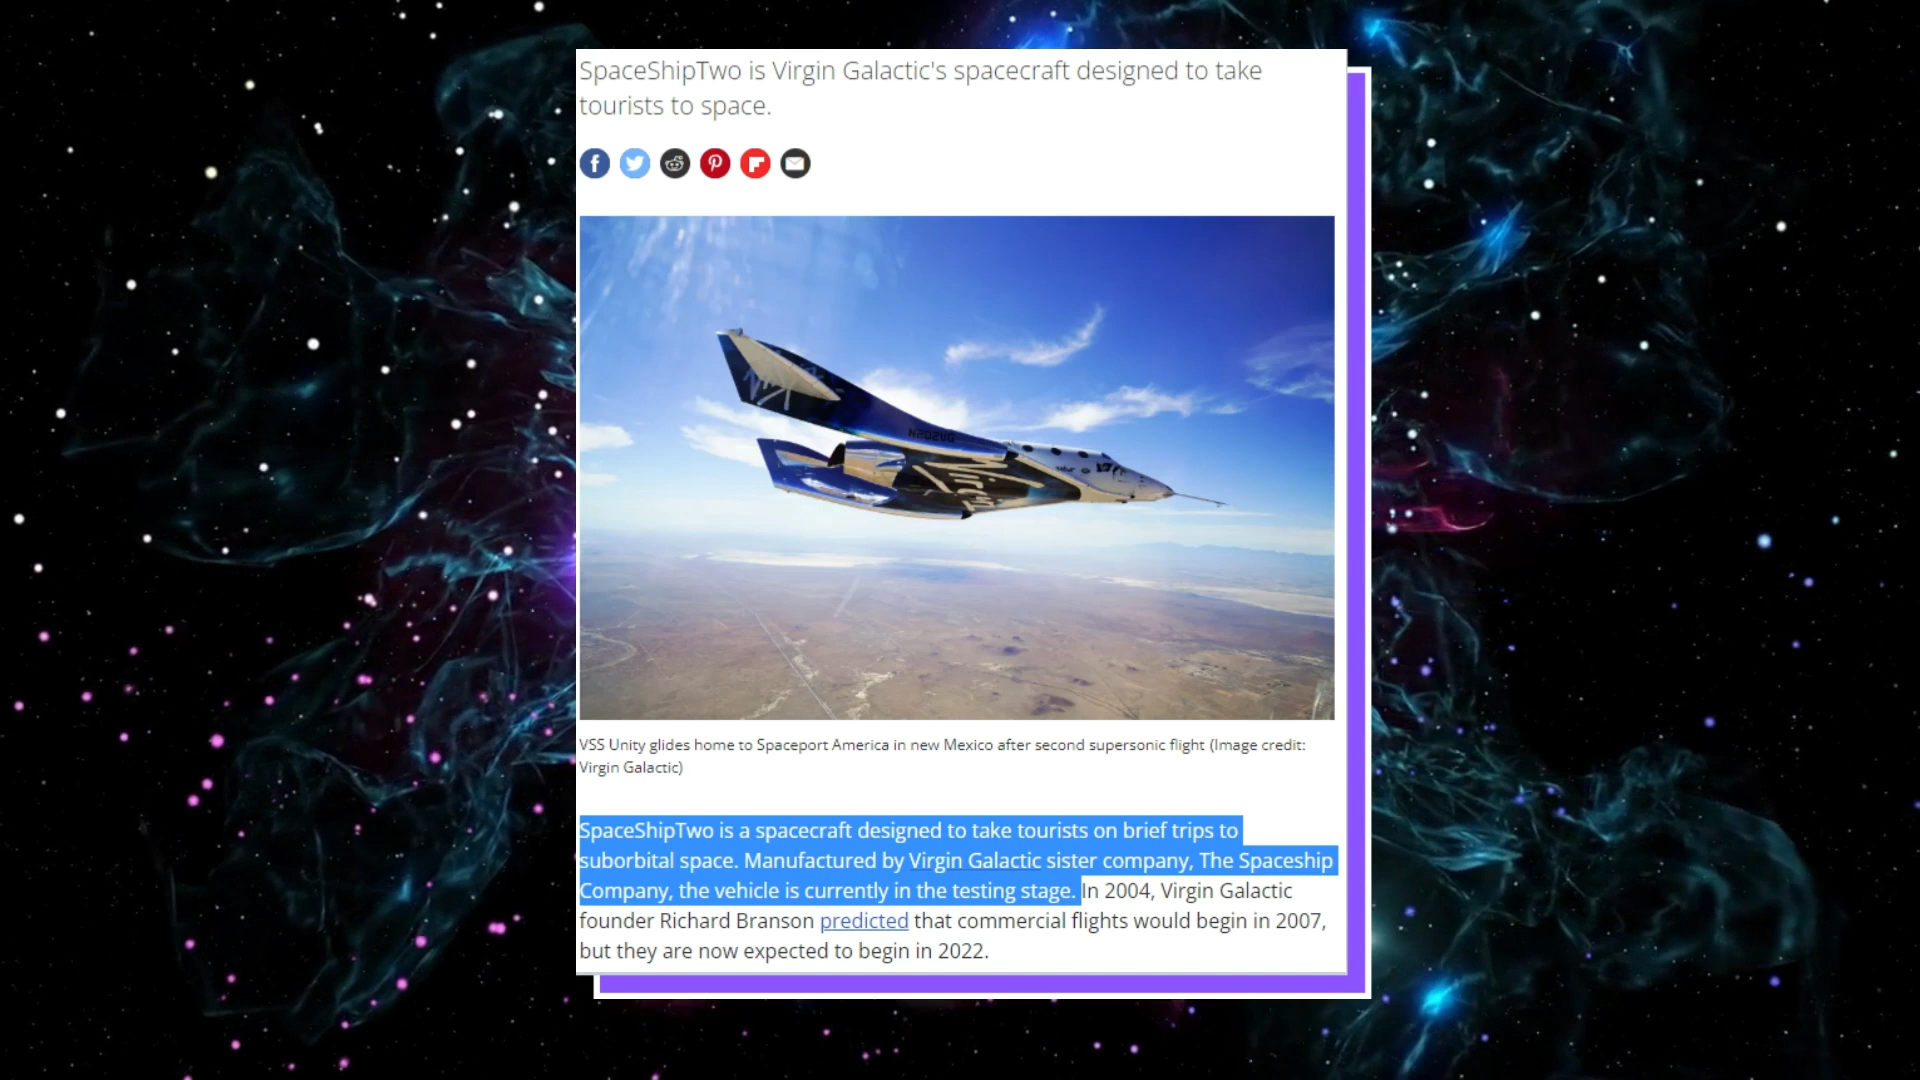 SpaceShipTwo is Virgin Galactic's spacecraft designed to take
tourists to space.
N202VG
VSS Unity glides home to Spaceport America in new Mexico after second supersonic flight (Image credit:
Virgin Galactic)
SpaceShipTwo is a spacecraft designed to take tourists on brief trips to
suborbital space. Manufactured by Virgin Galactic sister company, The Spaceship
Company, the vehicle is currently in the testing stage. In 2004, Virgin Galactic
founder Richard Branson predicted that commercial flights would begin in 2007,
but they are now expected to begin in 2022.